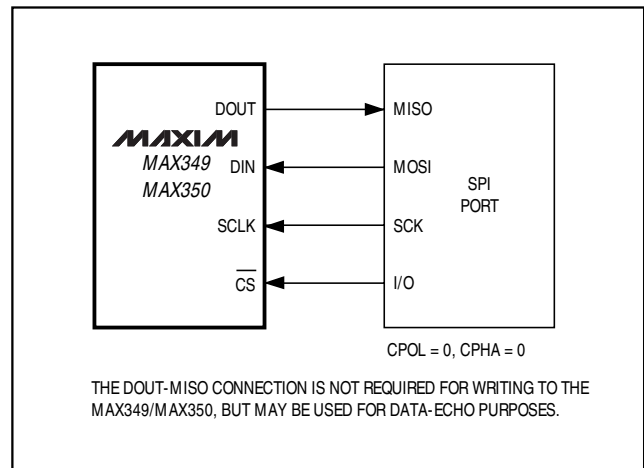 DOUT MISO
MAXIM
MAX349 DIN MOSI
MAX350
SPI
PORT
SCLK SCK
CS I/O
CPOL = 0, CPHA = 0
THE DOUT-MISO CONNECTION IS NOT REQUIRED FOR WRITING TO THE
MAX349/MAX350, BUT MAY BE USED FOR DATA-ECHO PURPOSES.